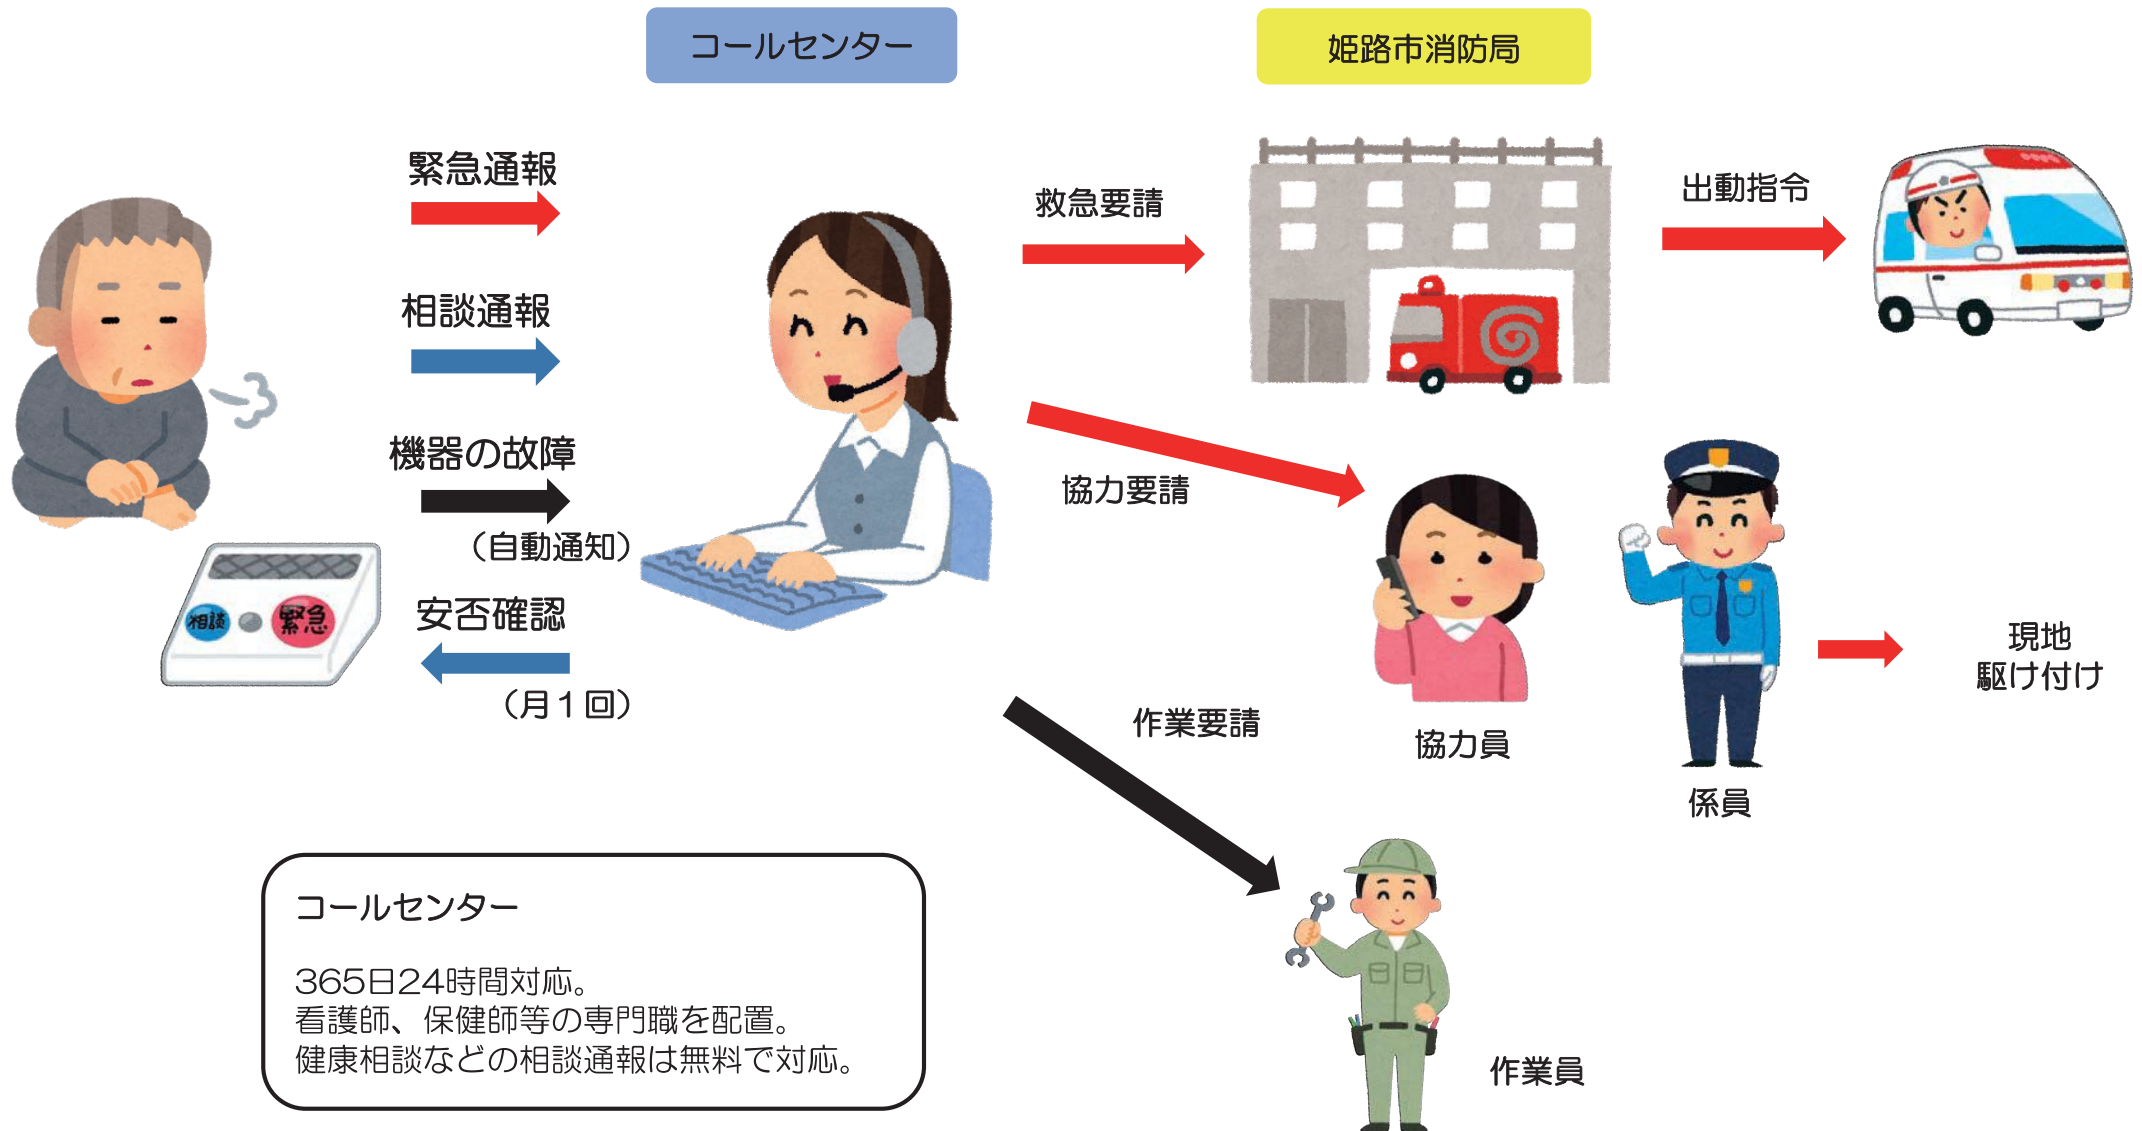 コールセンター
姫路市消防局
緊急通報
救急要請
出動指令
相談通報
機器の故障
（自動通知）
協力要請
相談
緊急
安否確認
（月１回）
現地
駆け付け
作業要請
協力員
係員
コールセンター
365日24時間対応。
看護師、保健師等の専門職を配置。
健康相談などの相談通報は無料で対応。
作業員